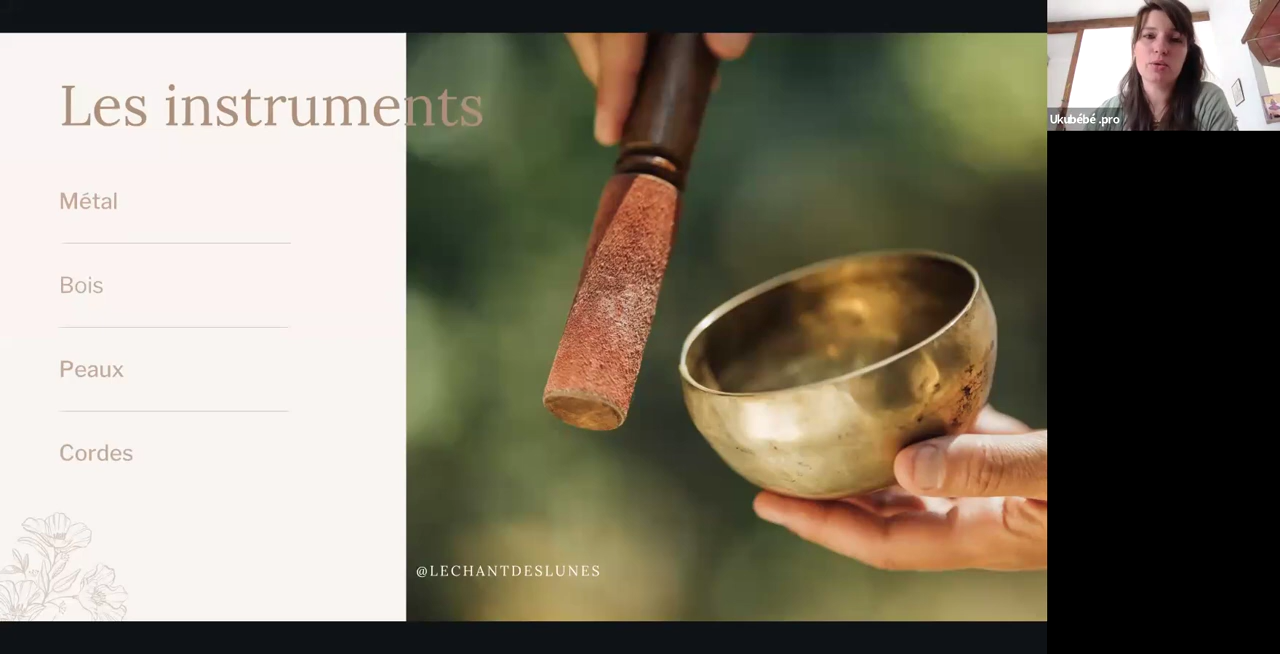 Les instruments
Métal
Bois
Peaux
Cordes
@LECHANTDESLUNES
Ukubébé .pro